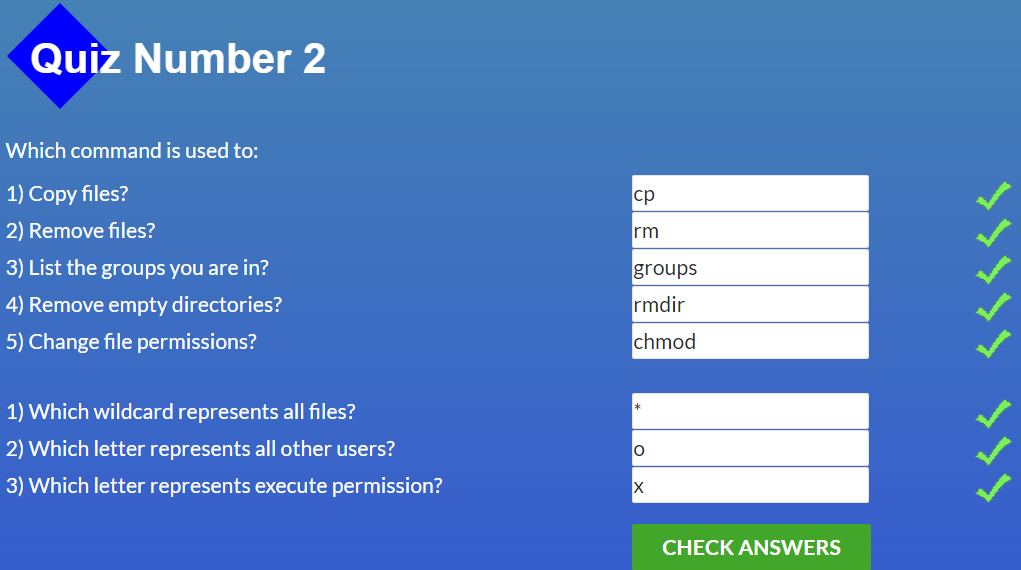 Quiz Number 2
Which command is used to:
1) Copy files? cp
2) Remove files? rm
3) List the groups you are in? groups
4) Remove empty directories? rmdir
5) Change file permissions? chmod
1) Which wildcard represents all files? *
2) Which letter represents all other users? o
3) Which letter represents execute permission? x
CHECK ANSWERS